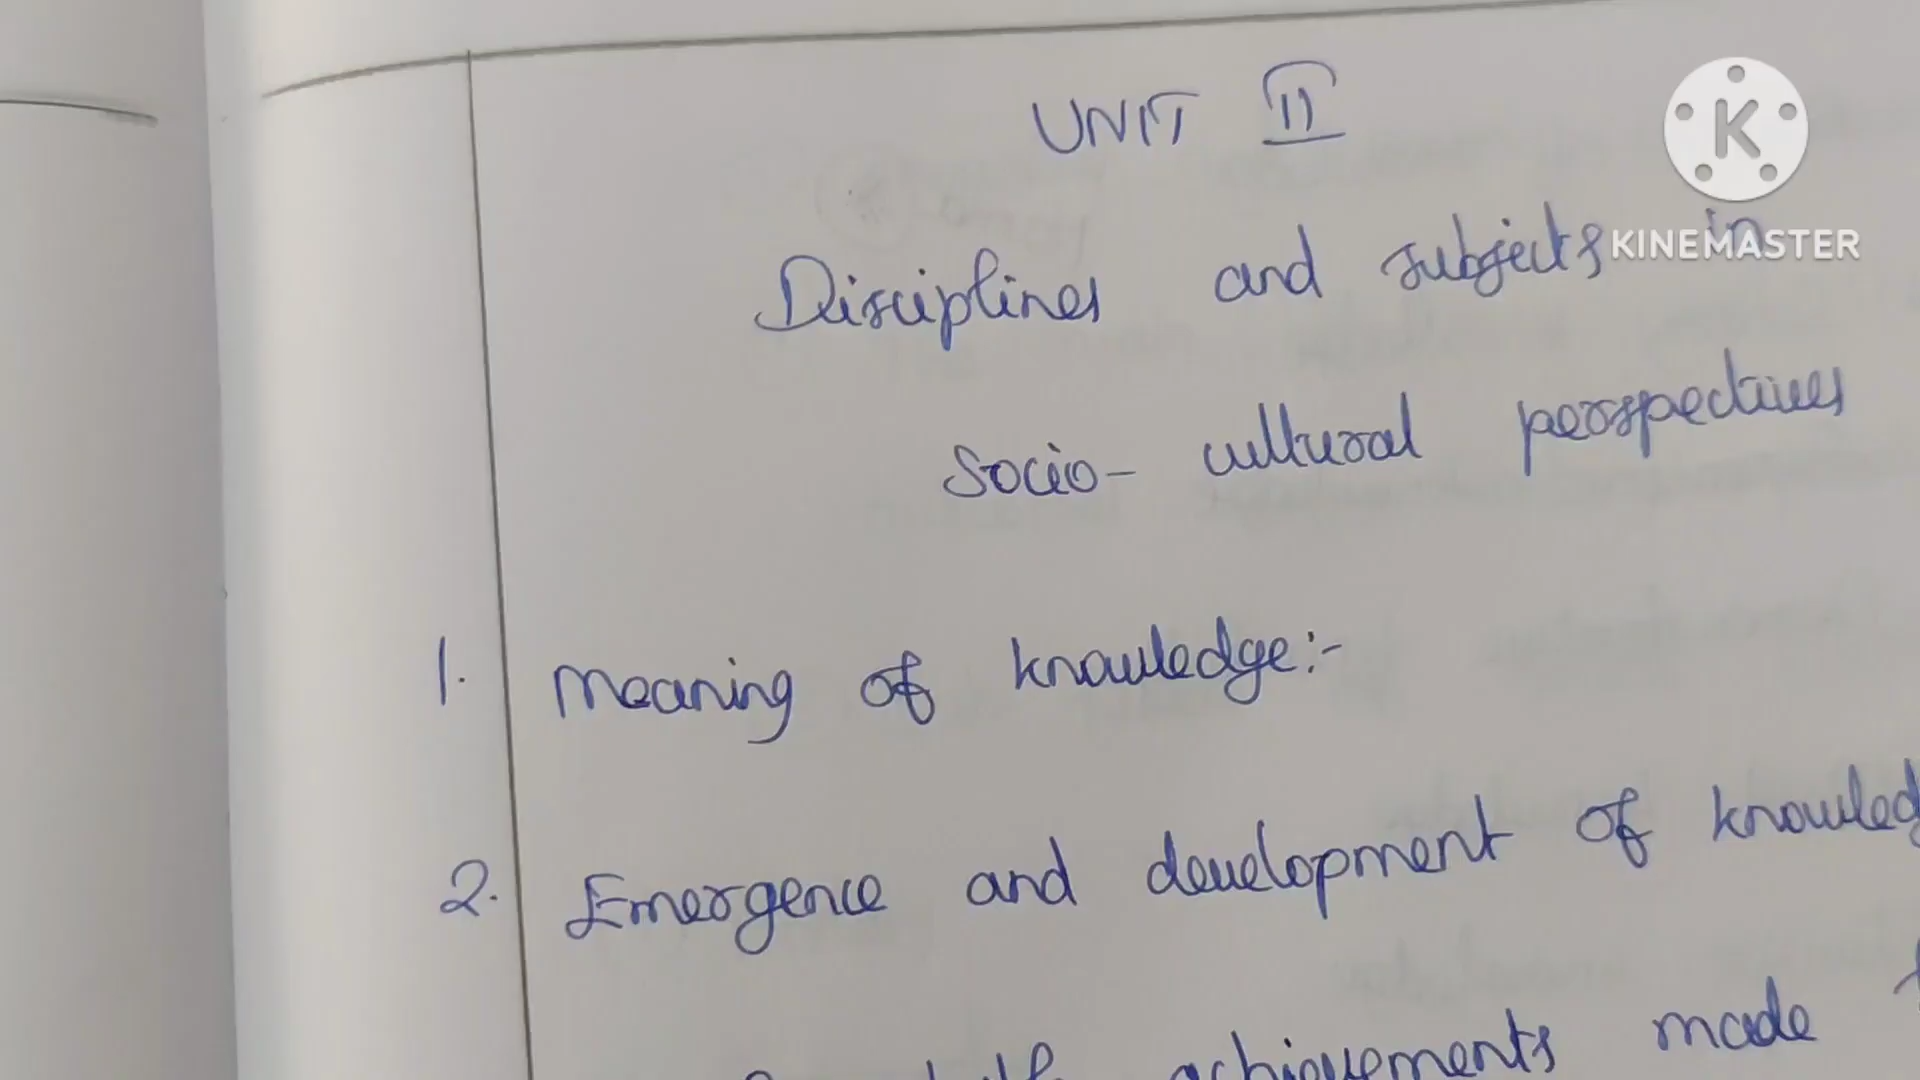 UNIT II
Disciplines and subjects in
KINEMASTER
Socio- cultural perspectives
1. Meaning of knowledge:-
2. Emergence and development of knowled
achievements made